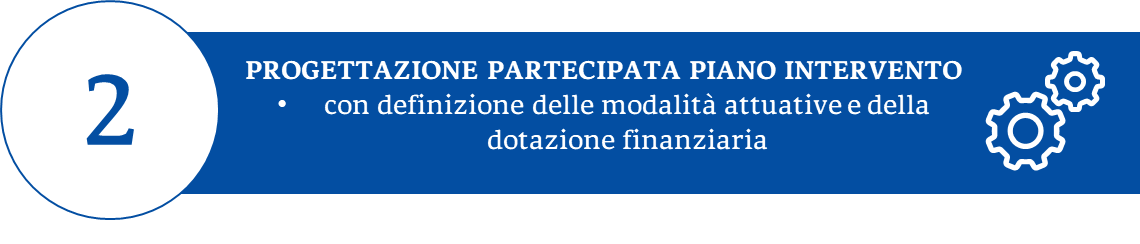 2
PROGETTAZIONE PARTECIPATA PIANO INTERVENTO
• con definizione delle modalità attuative e della
dotazione finanziaria